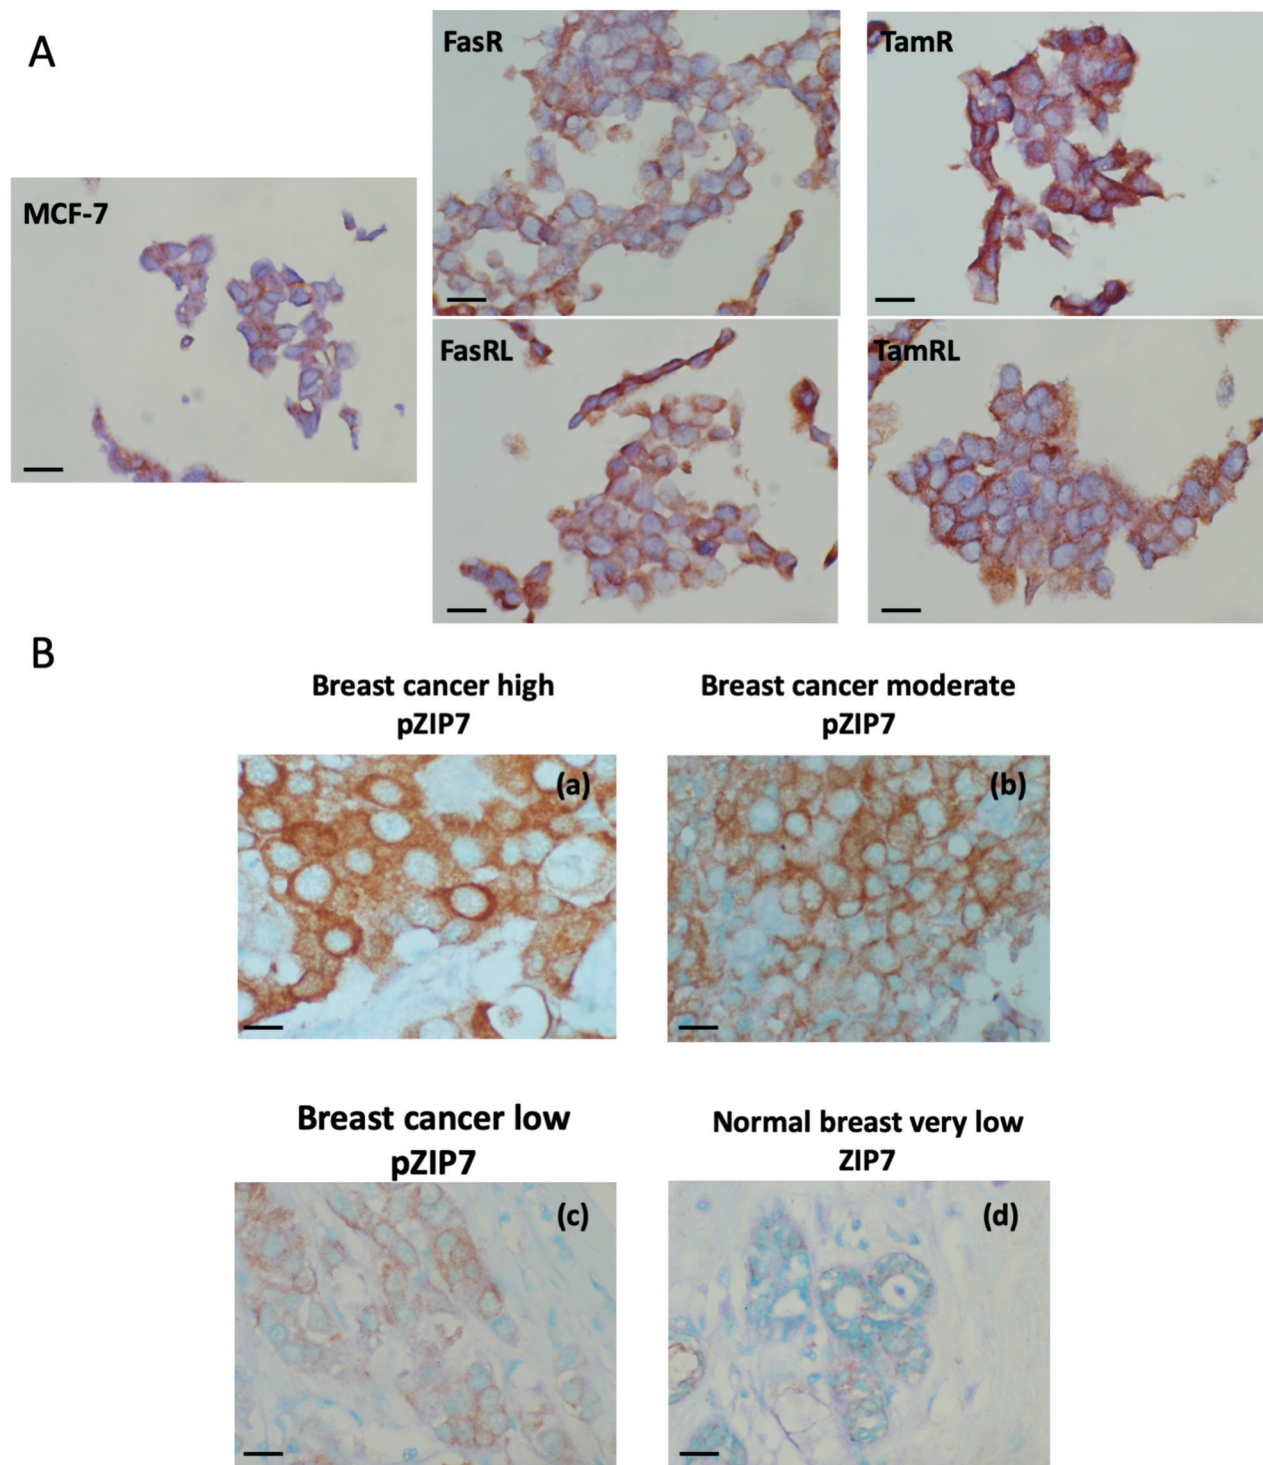 A
MCF-7
FasR
TamR
FasRL
TamRL
B
Breast cancer high
pZIP7
Breast cancer moderate
pZIP7
(a)
(b)
Breast cancer low
pZIP7
Normal breast very low
ZIP7
(c)
(d)